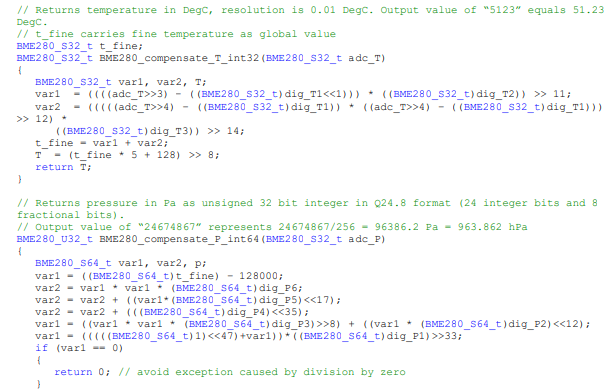 // Returns temperature in DegC, resolution is 0.01 DegC. Output value of “5123” equals 51.23
DegC.
// t_fine carries fine temperature as global value
BME280_S32_t t_fine;
BME280_S32_t BME280_compensate_T_int32(BME280_S32_t adc_T)
{
BME280_S32_t var1, var2, T;
var1 = ((((adc_T>>3) - ((BME280_S32_t)dig_T1<<1))) * ((BME280_S32_t)dig_T2)) >> 11;
var2 = (((((adc_T>>4) - ((BME280_S32_t)dig_T1)) * ((adc_T>>4) - ((BME280_S32_t)dig_T1)))
>> 12) *
((BME280_S32_t)dig_T3)) >> 14;
t_fine = var1 + var2;
T = (t_fine * 5 + 128) >> 8;
return T;
}
// Returns pressure in Pa as unsigned 32 bit integer in Q24.8 format (24 integer bits and 8
fractional bits).
// Output value of “24674867” represents 24674867/256 = 96386.2 Pa = 963.862 hPa
BME280_U32_t BME280_compensate_P_int64(BME280_S32_t adc_P)
{
BME280_S64_t var1, var2, p;
var1 = ((BME280_S64_t)t_fine) - 128000;
var2 = var1 * var1 * (BME280_S64_t)dig_P6;
var2 = var2 + ((var1*(BME280_S64_t)dig_P5)<<17);
var2 = var2 + (((BME280_S64_t)dig_P4)<<35);
var1 = ((var1 * var1 * (BME280_S64_t)dig_P3)>>8) + ((var1 * (BME280_S64_t)dig_P2)<<12);
var1 = (((((BME280_S64_t)1)<<47)+var1))*((BME280_S64_t)dig_P1)>>33;
if (var1 == 0)
{
return 0; // avoid exception caused by division by zero
}